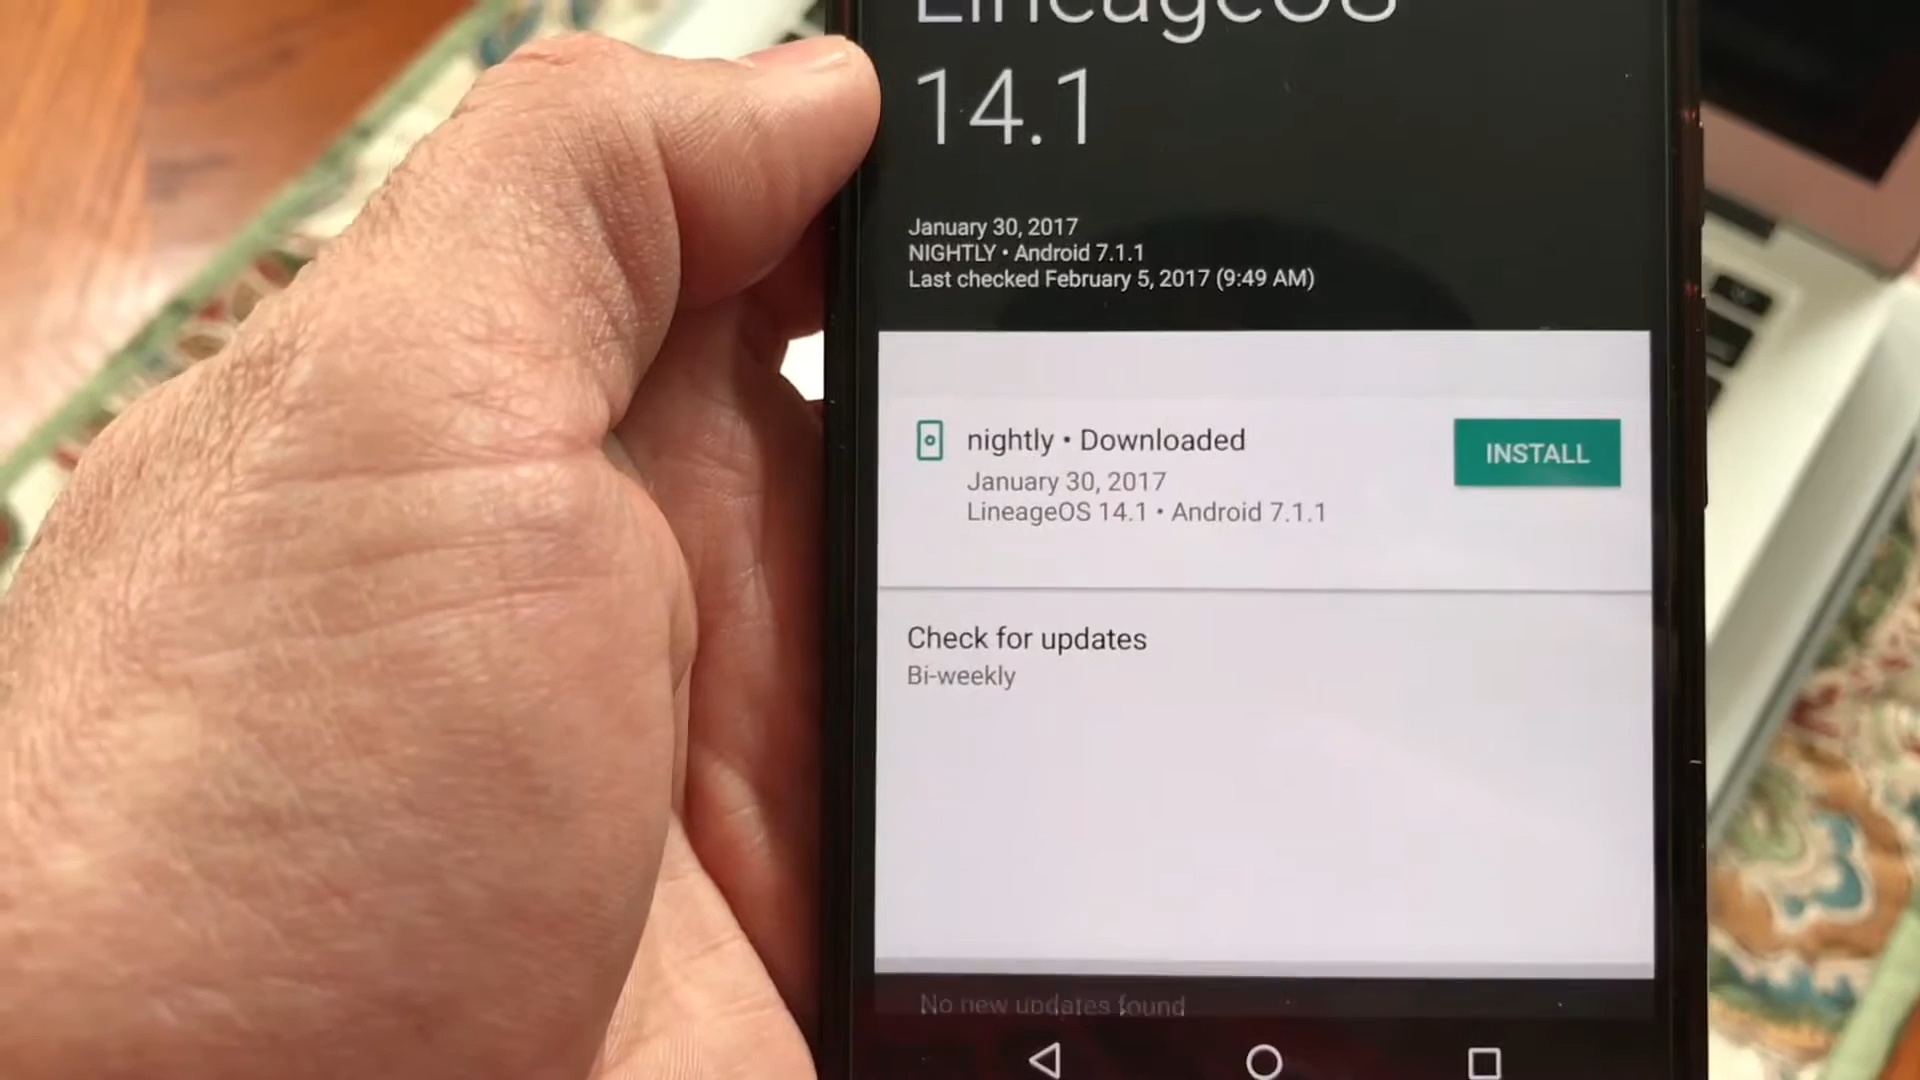 LineageOS
14.1
January 30, 2017
NIGHTLY • Android 7.1.1
Last checked February 5, 2017 (9:49 AM)
nightly • Downloaded
INSTALL
January 30, 2017
LineageOS 14.1 • Android 7.1.1
Check for updates
Bi-weekly
No new updates found